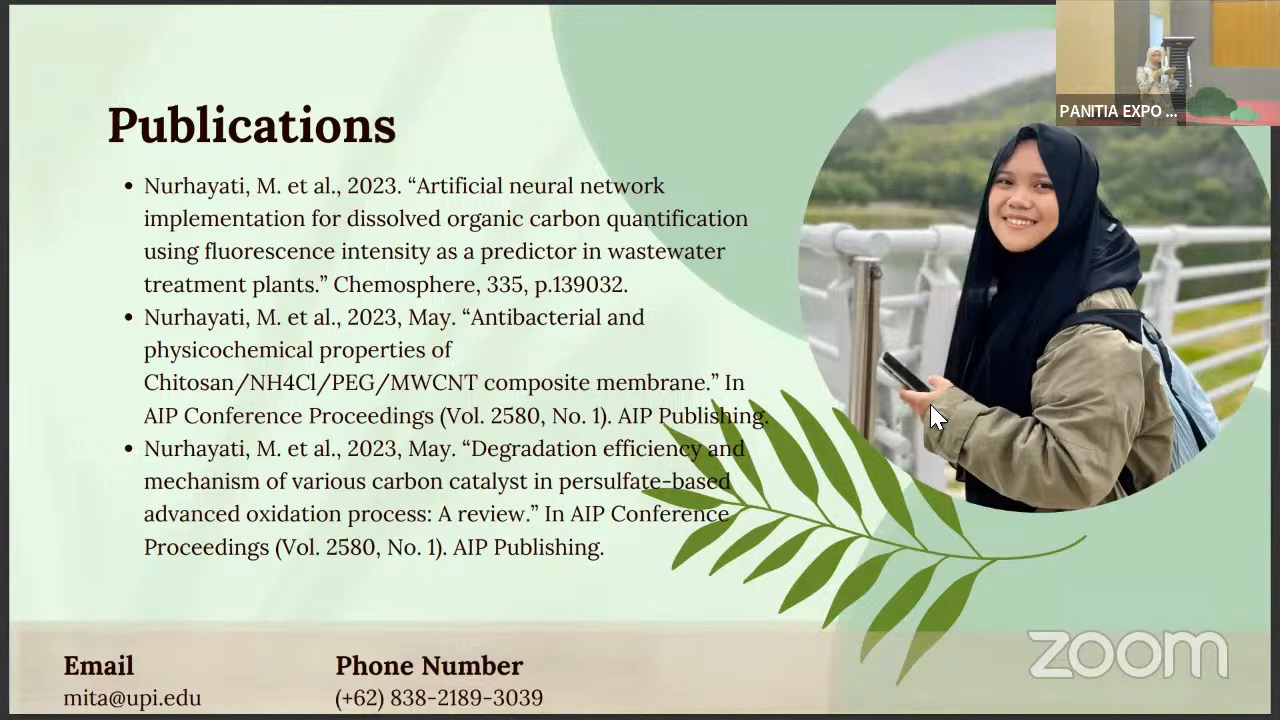 PANITIA EXPO ...
Publications
• Nurhayati, M. et al., 2023. “Artificial neural network
implementation for dissolved organic carbon quantification
using fluorescence intensity as a predictor in wastewater
treatment plants.” Chemosphere, 335, p.139032.
• Nurhayati, M. et al., 2023, May. “Antibacterial and
physicochemical properties of
Chitosan/NH4Cl/PEG/MWCNT composite membrane.” In
AIP Conference Proceedings (Vol. 2580, No. 1). AIP Publishing.
• Nurhayati, M. et al., 2023, May. “Degradation efficiency and
mechanism of various carbon catalyst in persulfate-based
advanced oxidation process: A review.” In AIP Conference
Proceedings (Vol. 2580, No. 1). AIP Publishing.
Email
mita@upi.edu
Phone Number
(+62) 838-2189-3039
zoom